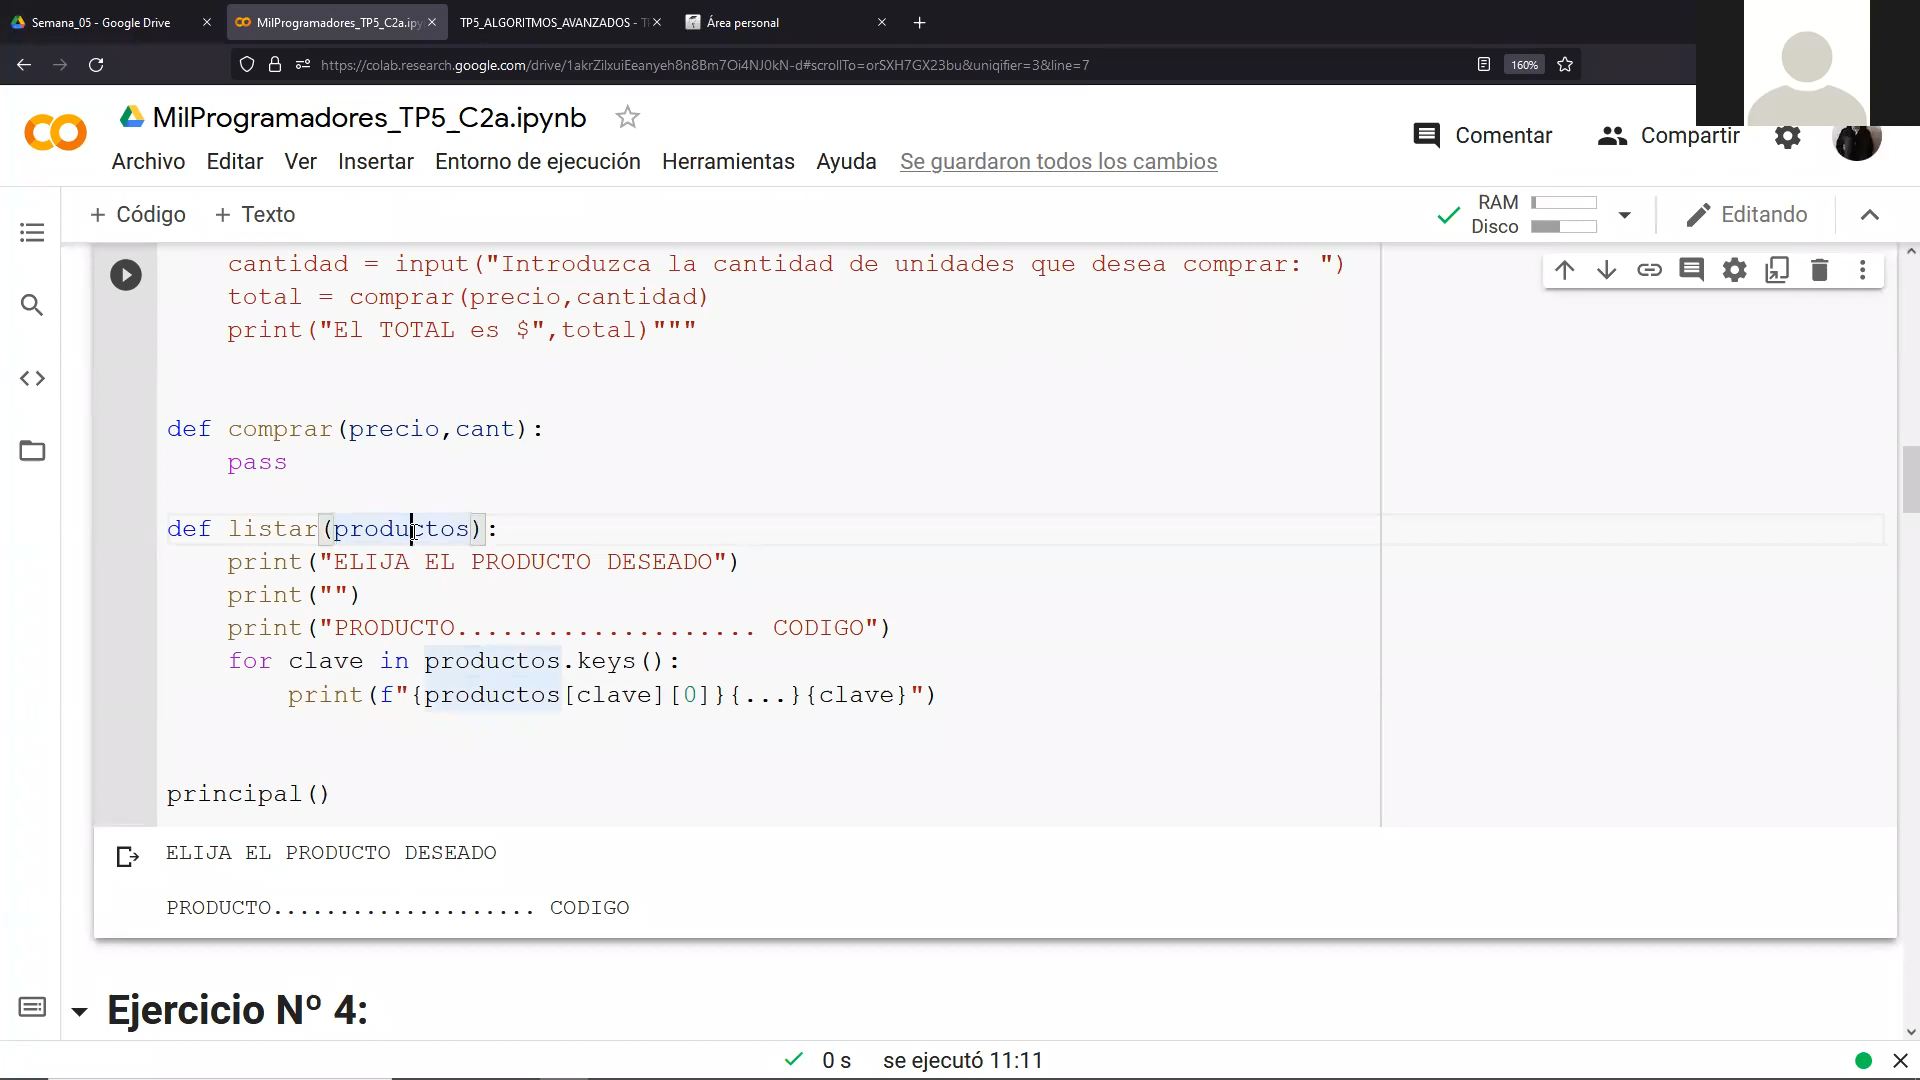 Semana_05 - Google Drive
MilProgramadores_TP5_C2a.ipy
TP5_ALGORITMOS_AVANZADOS -
Área personal
https://colab.research.google.com/drive/1akrZilxuiEeanyeh8n8Bm7Oi4NJ0kN-d#scrollTo=orSXH7GX23bu&uniqifier=3&line=7
160%
MilProgramadores_TP5_C2a.ipynb
Comentar
Compartir
Archivo Editar Ver Insertar Entorno de ejecución Herramientas Ayuda Se guardaron todos los cambios
+ Código + Texto
RAM
Disco
Editando
cantidad = input("Introduzca la cantidad de unidades que desea comprar: ")
total = comprar(precio,cantidad)
print("El TOTAL es $",total)"""
def comprar(precio,cant):
pass
def listar(productos):
print("ELIJA EL PRODUCTO DESEADO")
print("")
print("PRODUCTO.................... CODIGO")
for clave in productos.keys():
print(f"{productos[clave][0]}{...}{clave}")
principal()
ELIJA EL PRODUCTO DESEADO
PRODUCTO.................... CODIGO
Ejercicio Nº 4:
0 s se ejecutó 11:11